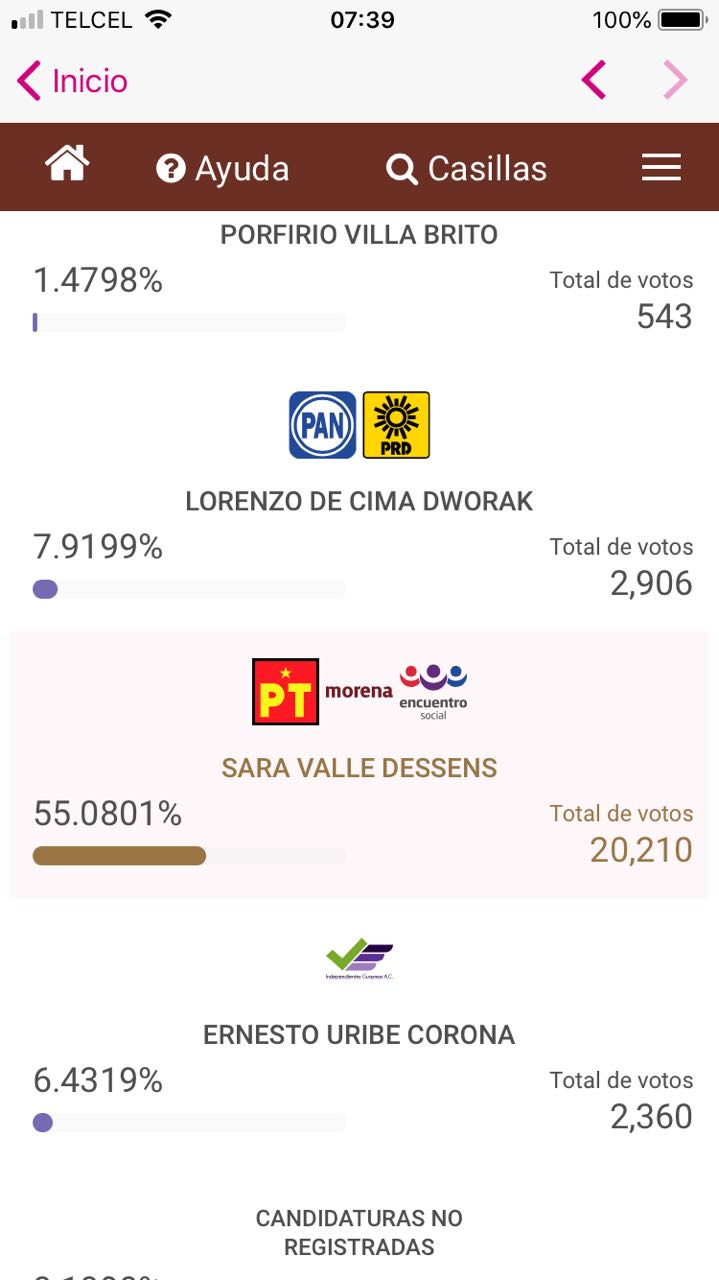 TELCEL 07:39 100%
Inicio
Ayuda Casillas
PORFIRIO VILLA BRITO
1.4798% Total de votos
543
PAN PRD
LORENZO DE CIMA DWORAK
7.9199% Total de votos
2,906
PT morena encuentro
social
SARA VALLE DESSENS
55.0801% Total de votos
20,210
Independientes Guaymas A.C.
ERNESTO URIBE CORONA
6.4319% Total de votos
2,360
CANDIDATURAS NO
REGISTRADAS